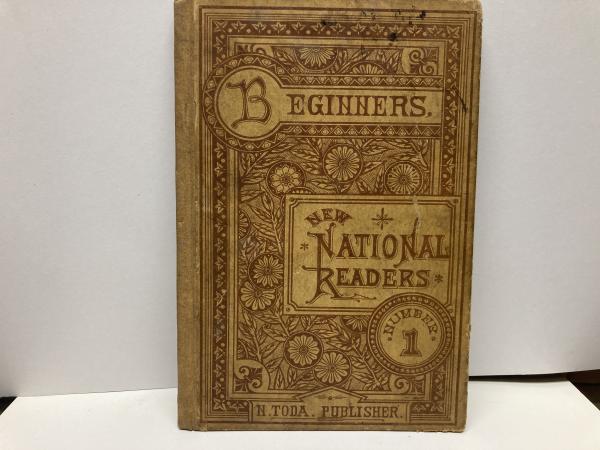 BEGINNERS.
NEW
NATIONAL
READERS
NUMBER
1
N. TODA. PUBLISHER.